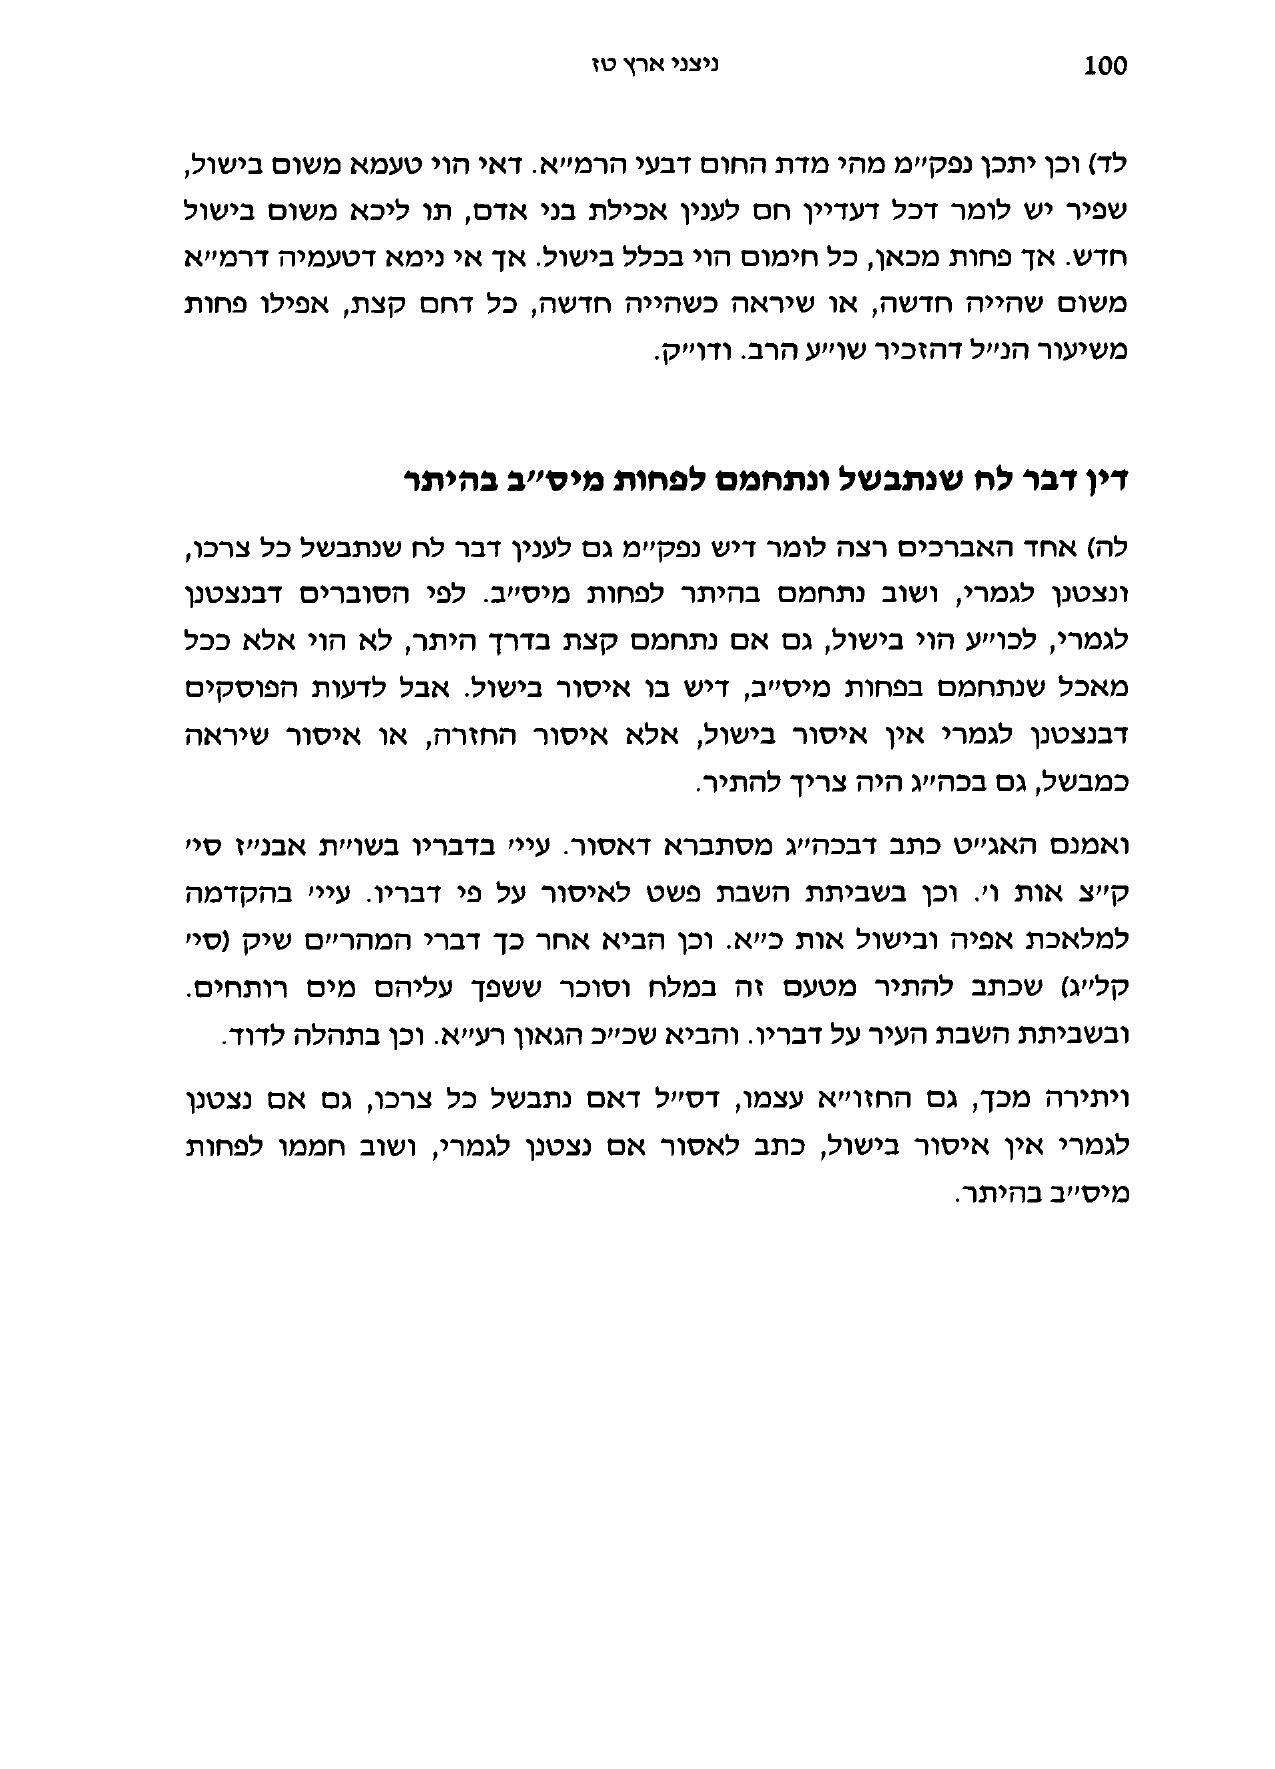 100 ניצני ארץ טז
לד) וכן יתכן נפק״מ מהי מדת החום דבעי הרמ״א. דאי הוי טעמא משום בישול,
שפיר יש לומר דכל דעדיין חם לענין אכילת בני אדם, תו ליכא משום בישול
חדש. אך פחות מכאן, כל חימום הוי בכלל בישול. אך אי נימא דטעמיה דרמ״א
משום שהייה חדשה, או שיראה כשהייה חדשה, כל דחם קצת, אפילו פחות
משיעור הנ״ל דהזכיר שו״ע הרב. ודו״ק.
דין דבר לח שנתבשל ונתחמם לפחות מיס״ב בהיתר
לה) אחד האברכים רצה לומר דיש נפק״מ גם לענין דבר לח שנתבשל כל צרכו,
ונצטנן לגמרי, ושוב נתחמם בהיתר לפחות מיס״ב. לפי הסוברים דבנצטנן
לגמרי, לכו״ע הוי בישול, גם אם נתחמם קצת בדרך היתר, לא הוי אלא ככל
מאכל שנתחמם בפחות מיס״ב, דיש בו איסור בישול. אבל לדעות הפוסקים
דבנצטנן לגמרי אין איסור בישול, אלא איסור החזרה, או איסור שיראה
כמבשל, גם בכה״ג היה צריך להתיר.
ואמנם האג״ט כתב דבכה״ג מסתברא דאסור. עיי׳ בדבריו בשו״ת אבנ״ז סי׳
ק״צ אות ו׳. וכן בשביתת השבת פשט לאיסור על פי דבריו. עיי׳ בהקדמה
למלאכת אפיה ובישול אות כ״א. וכן הביא אחר כך דברי המהר״ם שיק (סי׳
קל״ג) שכתב להתיר מטעם זה במלח וסוכר ששפך עליהם מים רותחים.
ובשביתת השבת העיר על דבריו. והביא שכ״כ הגאון רע״א. וכן בתהלה לדוד.
ויתירה מכך, גם החזו״א עצמו, דס״ל דאם נתבשל כל צרכו, גם אם נצטנן
לגמרי אין איסור בישול, כתב לאסור אם נצטנן לגמרי, ושוב חממו לפחות
מיס״ב בהיתר.